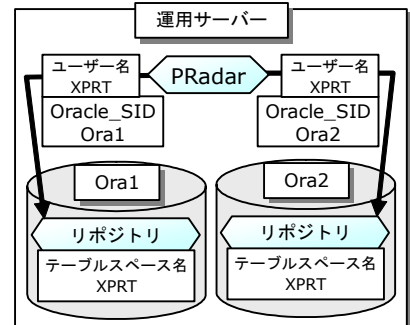 運用サーバー
ユーザー名
XPRT
PRadar
ユーザー名
XPRT
Oracle_SID
Ora1
Oracle_SID
Ora2
Ora1
Ora2
リポジトリ
リポジトリ
テーブルスペース名
XPRT
テーブルスペース名
XPRT